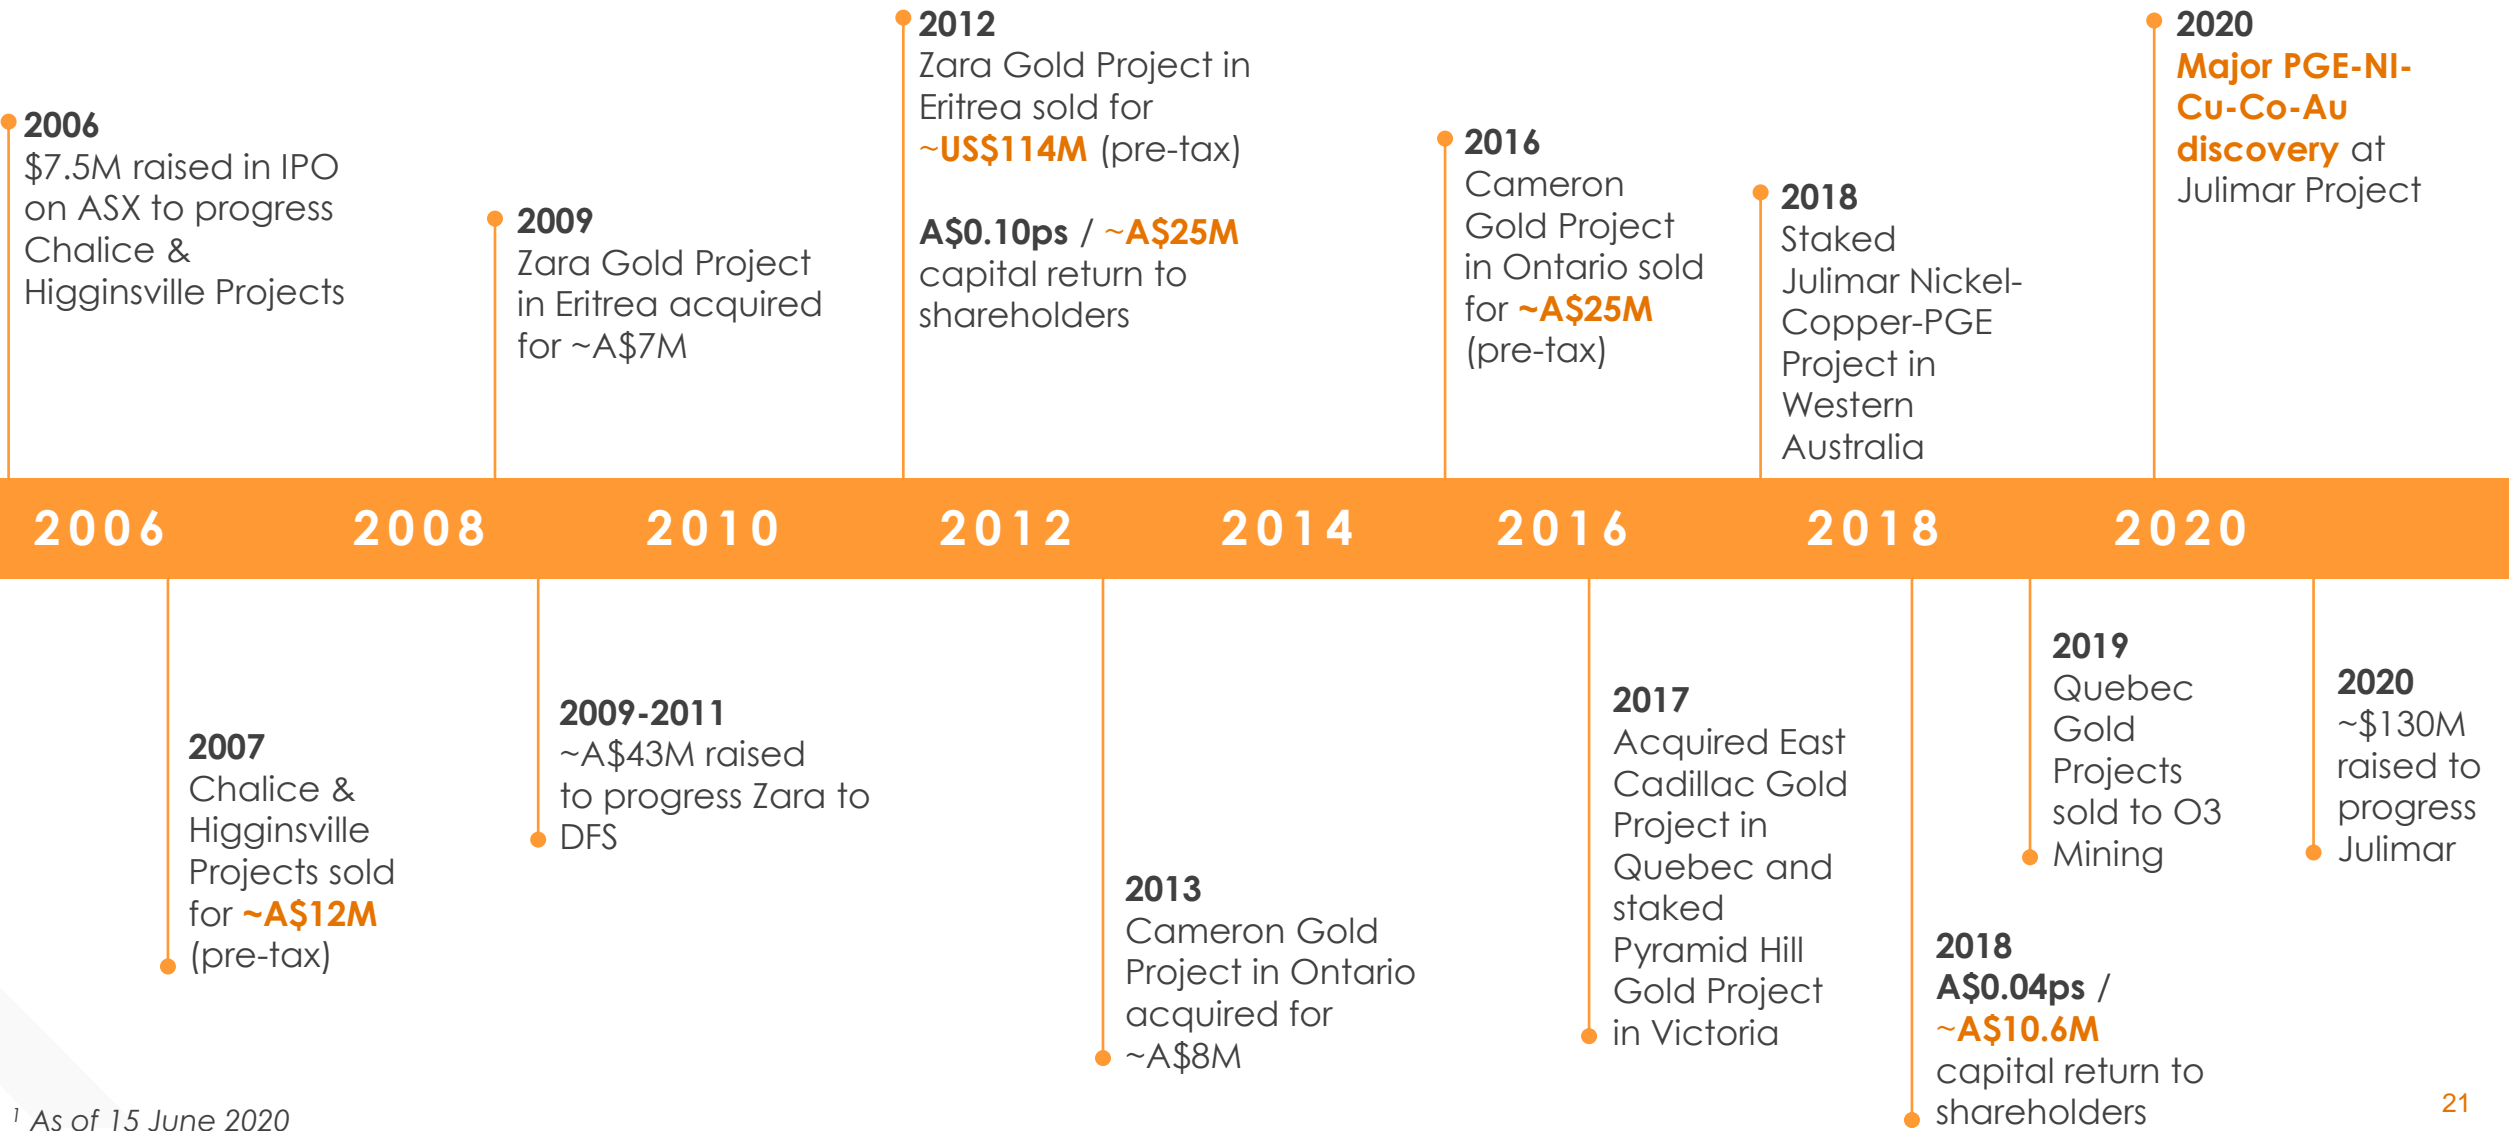 2006
$7.5M raised in IPO
on ASX to progress
Chalice &
Higginsville Projects
2009
Zara Gold Project
in Eritrea acquired
for ~A$7M
2012
Zara Gold Project in
Eritrea sold for
~US$114M (pre-tax)
A$0.10ps / ~A$25M
capital return to
shareholders
2016
Cameron
Gold Project
in Ontario sold
for ~A$25M
(pre-tax)
2018
Staked
Julimar Nickel-
Copper-PGE
Project in
Western
Australia
2020
Major PGE-NI-
Cu-Co-Au
discovery at
Julimar Project
2006 2008 2010 2012 2014 2016 2018 2020
2007
Chalice &
Higginsville
Projects sold
for ~A$12M
(pre-tax)
2009-2011
~A$43M raised
to progress Zara to
DFS
2013
Cameron Gold
Project in Ontario
acquired for
~A$8M
2017
Acquired East
Cadillac Gold
Project in
Quebec and
staked
Pyramid Hill
Gold Project
in Victoria
2018
A$0.04ps /
~A$10.6M
capital return to
shareholders
2019
Quebec
Gold
Projects
sold to O3
Mining
2020
~$130M
raised to
progress
Julimar
1 As of 15 June 2020
21